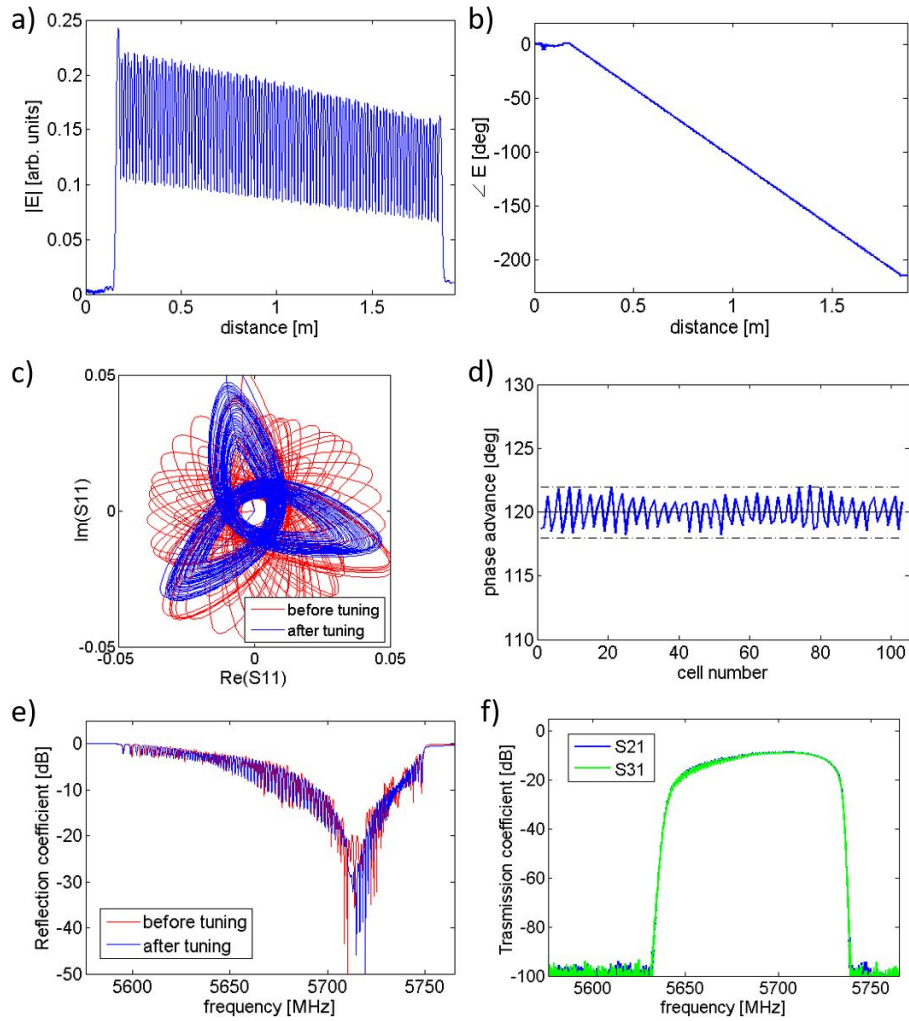 a)
0.25
0.2
0.15
0.1
0.05
0
|E| [arb. units]
0
0.5
1
1.5
distance [m]
b)
0
-50
-100
-150
-200
∠ E [deg]
0
0.5
1
1.5
distance [m]
c)
0.05
0
-0.05
Im(S11)
before tuning
after tuning
-0.05
0
0.05
Re(S11)
d)
130
125
120
115
110
phase advance [deg]
0
20
40
60
80
100
cell number
e)
0
-10
-20
-30
-40
-50
Reflection coefficient [dB]
before tuning
after tuning
5600
5650
5700
5750
frequency [MHz]
f)
0
-20
-40
-60
-80
-100
Trasmission coefficient [dB]
S21
S31
5600
5650
5700
5750
frequency [MHz]